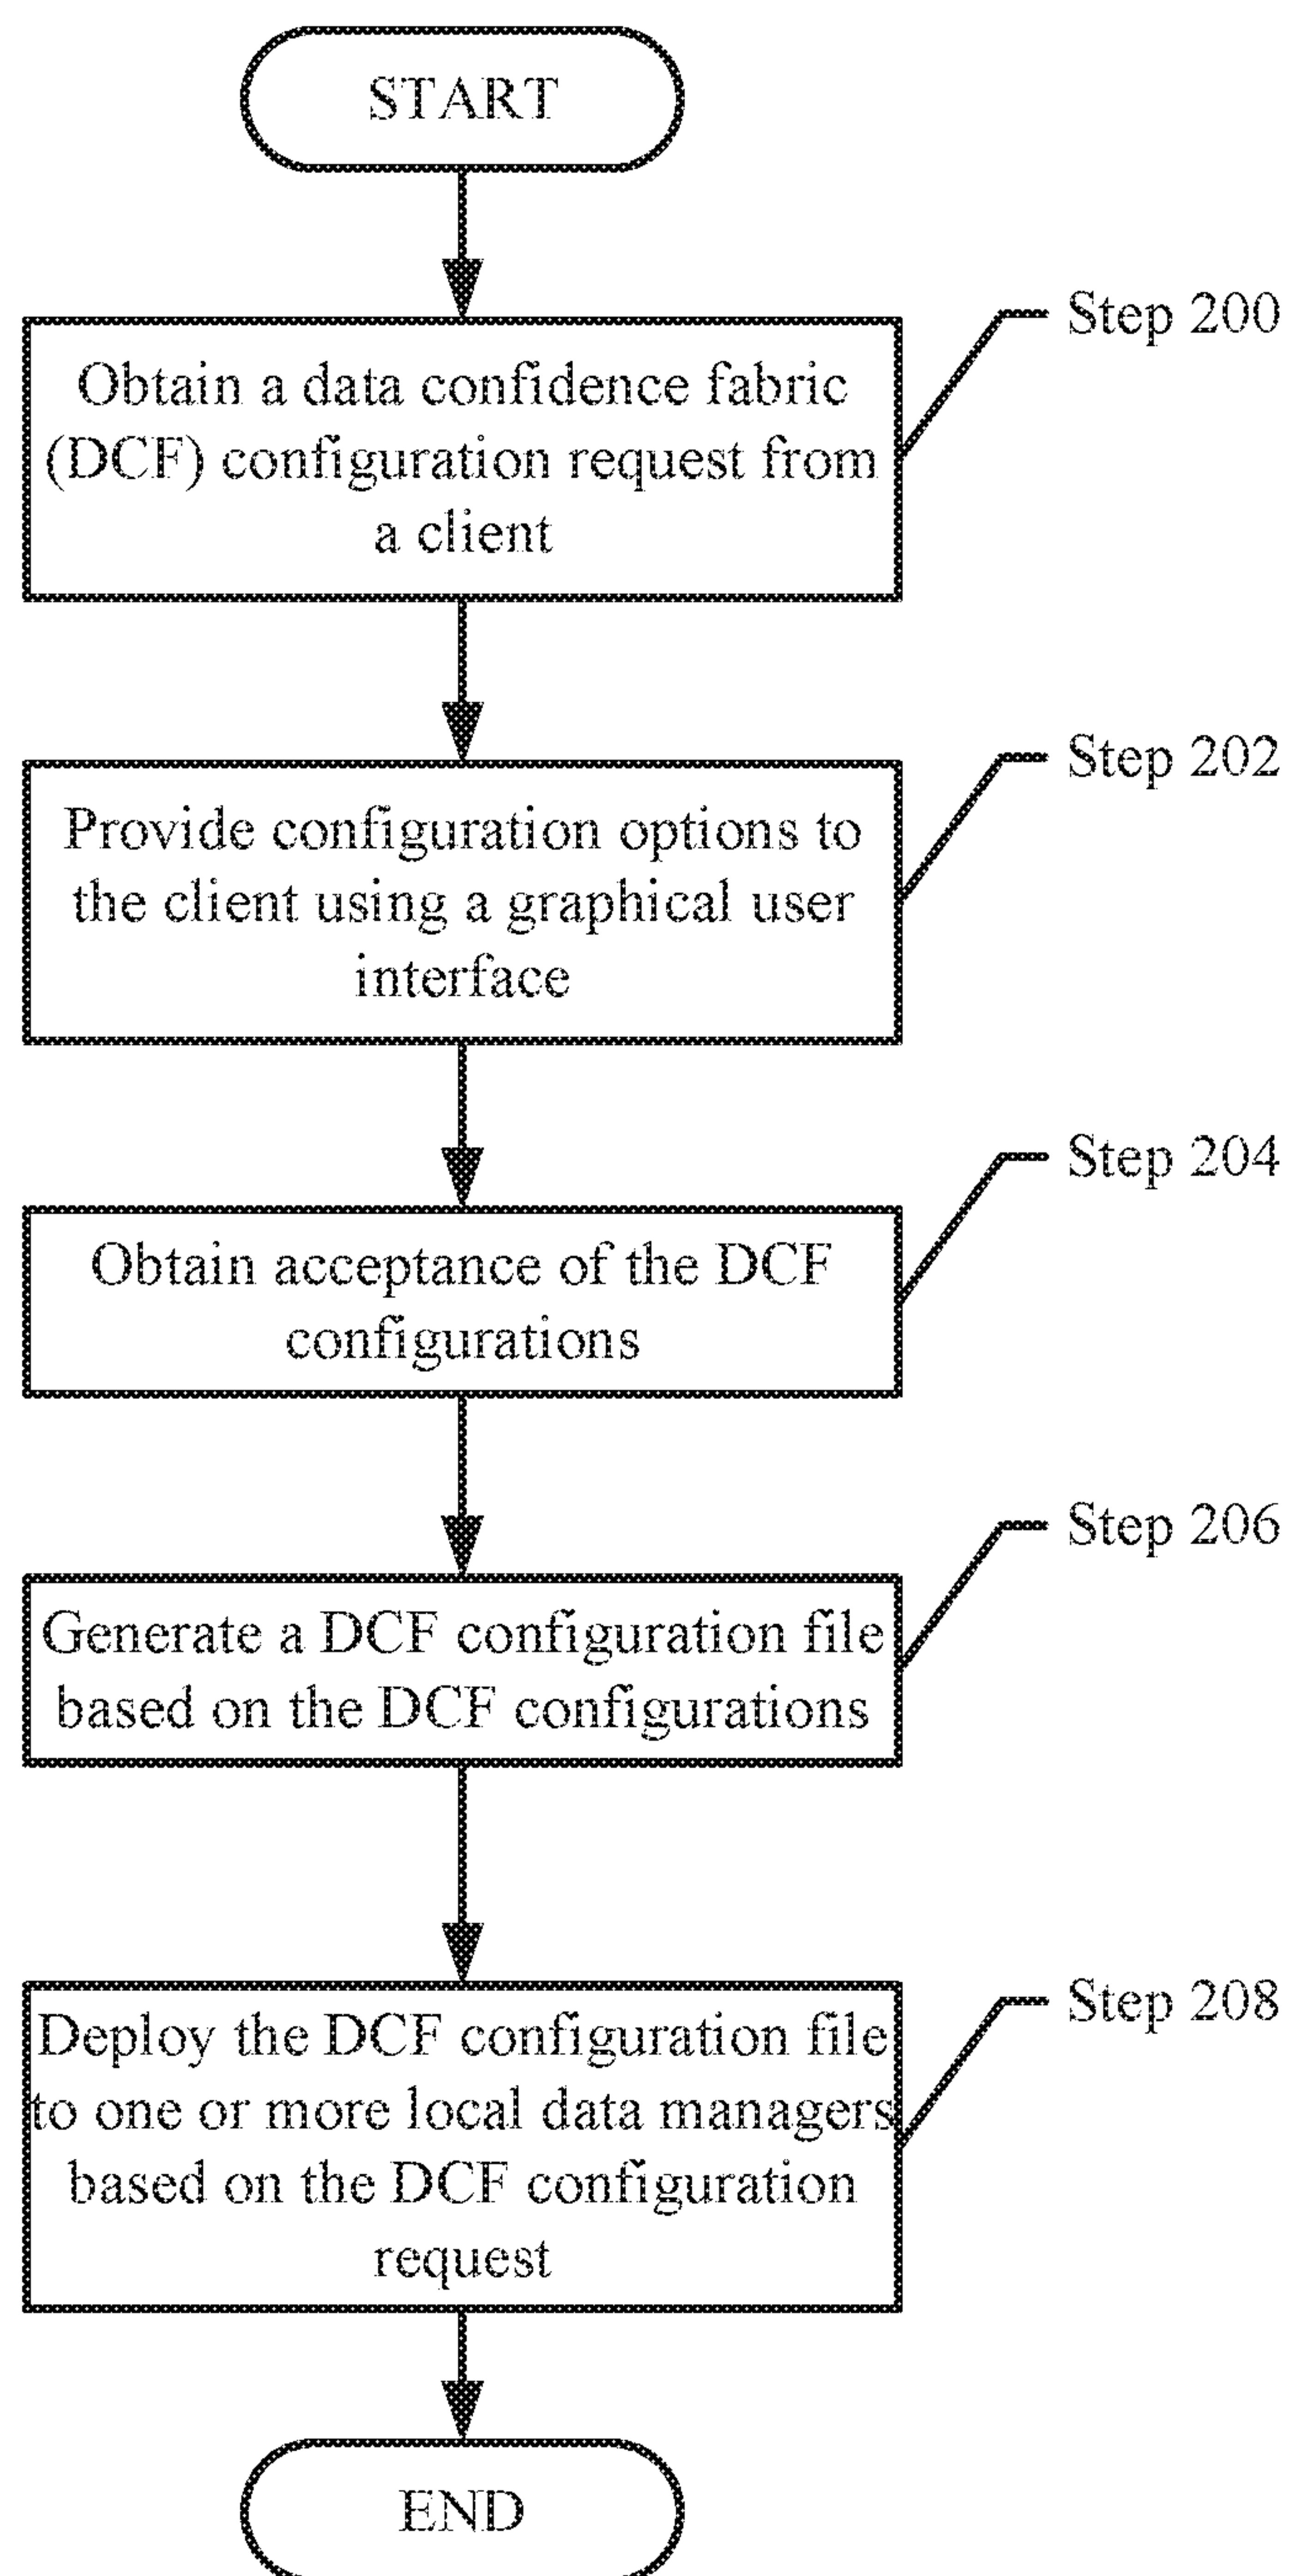 START
Step 200
Obtain a data confidence fabric
(DCF) configuration request from
a client
Step 202
Provide configuration options to
the client using a graphical user
interface
Step 204
Obtain acceptance of the DCF
configurations
Step 206
Generate a DCF configuration file
based on the DCF configurations
Step 208
Deploy the DCF configuration file
to one or more local data managers
based on the DCF configuration
request
END